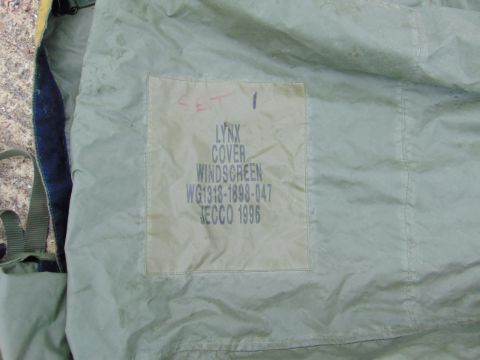 SET 1
LYNX
COVER
WINDSCREEN
WG1318-1898-047
JECCO 1996